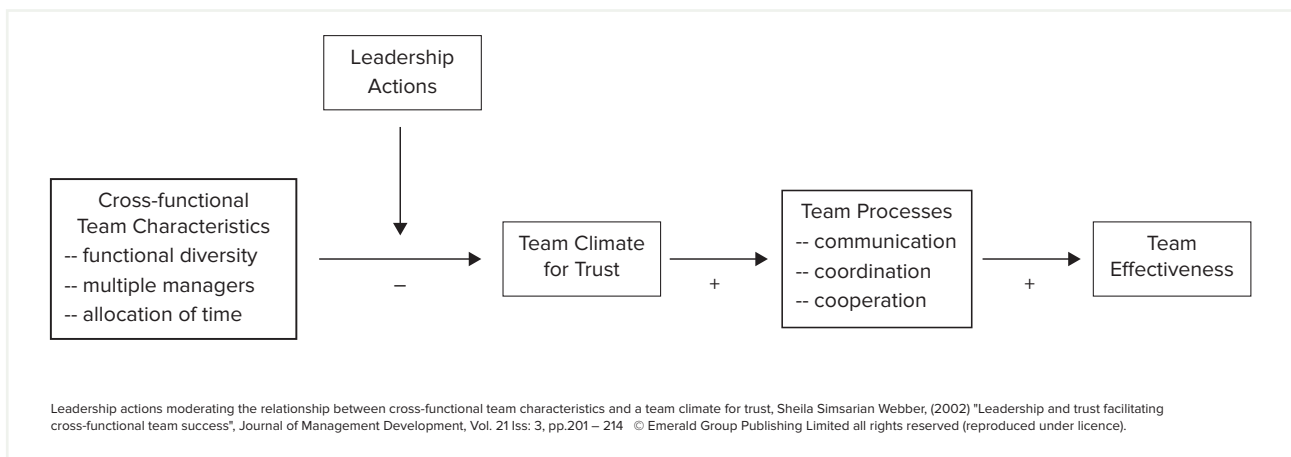 Leadership
Actions
Cross-functional
Team Characteristics
-- functional diversity
-- multiple managers
-- allocation of time
–
Team Climate
for Trust
+
Team Processes
-- communication
-- coordination
-- cooperation
+
Team
Effectiveness
Leadership actions moderating the relationship between cross-functional team characteristics and a team climate for trust, Sheila Simsarian Webber, (2002) "Leadership and trust facilitating
cross-functional team success", Journal of Management Development, Vol. 21 Iss: 3, pp.201 – 214 © Emerald Group Publishing Limited all rights reserved (reproduced under licence).